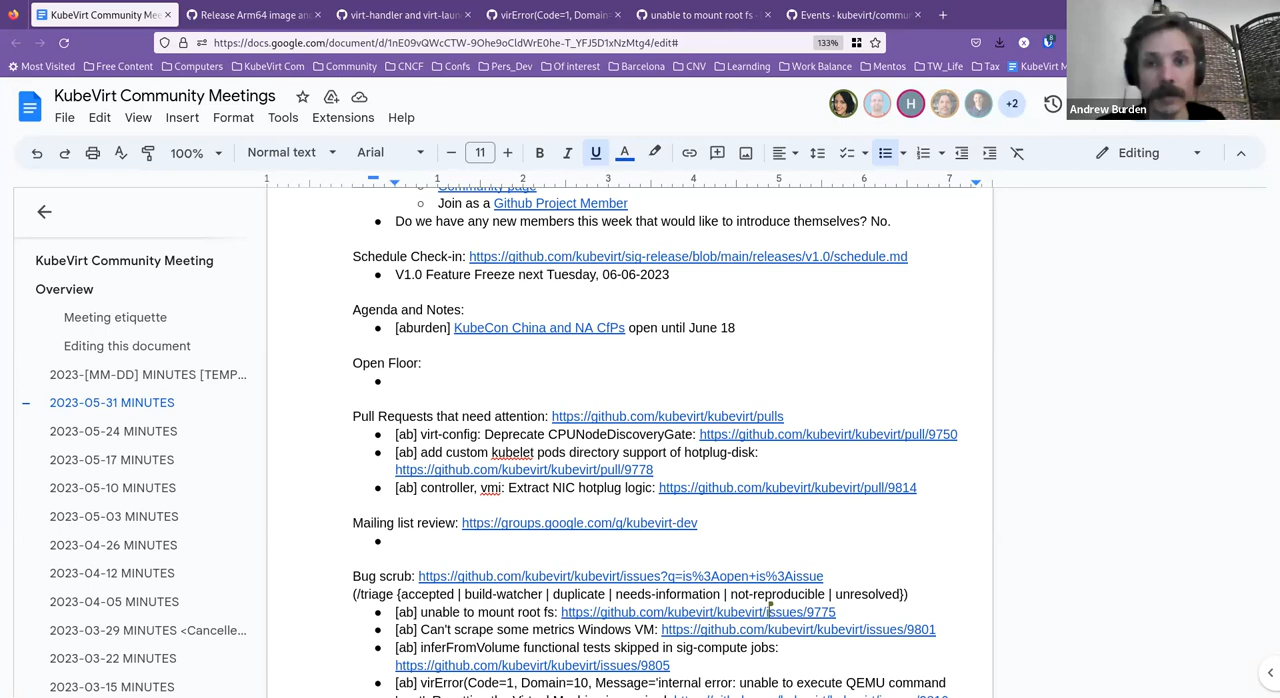 KubeVirt Community Mee
Release Arm64 image an
virt-handler and virt-laun
virError(Code=1, Domain=
unable to mount root fs
Events · kubevirt/commu
https://docs.google.com/document/d/1nE09vQWcCTW-9Ohe9oCldWrE0he-T_YFJ5D1xNzMtg4/edit#
133%
Most Visited
Free Content
Computers
KubeVirt Com
Community
CNCF
Confs
Pers_Dev
Of interest
Barcelona
CNV
Learnding
Work Balance
Mentos
TW_Life
Tax
KubeVirt M
Andrew Burden
KubeVirt Community Meetings
File Edit View Insert Format Tools Extensions Help
H
+2
100%
Normal text
Arial
11
Editing
1 1 2 3 4 5 6 7
KubeVirt Community Meeting
Overview
Meeting etiquette
Editing this document
2023-[MM-DD] MINUTES [TEMP...
2023-05-31 MINUTES
2023-05-24 MINUTES
2023-05-17 MINUTES
2023-05-10 MINUTES
2023-05-03 MINUTES
2023-04-26 MINUTES
2023-04-12 MINUTES
2023-04-05 MINUTES
2023-03-29 MINUTES <Cancelle...
2023-03-22 MINUTES
2023-03-15 MINUTES
Community page
Join as a Github Project Member
Do we have any new members this week that would like to introduce themselves? No.
Schedule Check-in: https://github.com/kubevirt/sig-release/blob/main/releases/v1.0/schedule.md
V1.0 Feature Freeze next Tuesday, 06-06-2023
Agenda and Notes:
[aburden] KubeCon China and NA CfPs open until June 18
Open Floor:
Pull Requests that need attention: https://github.com/kubevirt/kubevirt/pulls
[ab] virt-config: Deprecate CPUNodeDiscoveryGate: https://github.com/kubevirt/kubevirt/pull/9750
[ab] add custom kubelet pods directory support of hotplug-disk:
https://github.com/kubevirt/kubevirt/pull/9778
[ab] controller, vmi: Extract NIC hotplug logic: https://github.com/kubevirt/kubevirt/pull/9814
Mailing list review: https://groups.google.com/g/kubevirt-dev
Bug scrub: https://github.com/kubevirt/kubevirt/issues?q=is%3Aopen+is%3Aissue
(/triage {accepted | build-watcher | duplicate | needs-information | not-reproducible | unresolved})
[ab] unable to mount root fs: https://github.com/kubevirt/kubevirt/issues/9775
[ab] Can't scrape some metrics Windows VM: https://github.com/kubevirt/kubevirt/issues/9801
[ab] inferFromVolume functional tests skipped in sig-compute jobs:
https://github.com/kubevirt/kubevirt/issues/9805
[ab] virError(Code=1, Domain=10, Message='internal error: unable to execute QEMU command